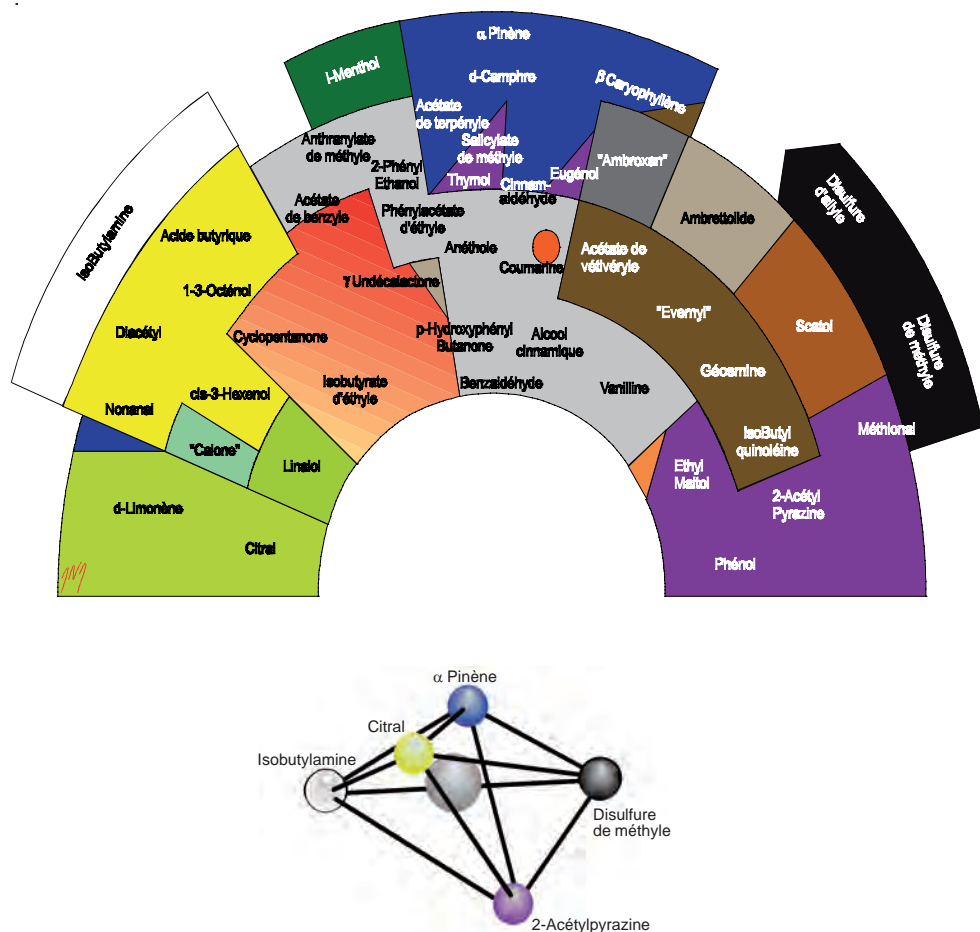 α Pinène
l-Menthol
d-Camphre
β Caryophylène
Acétate
de terpényle
Anthranylate
de méthyle
Salicylate
de méthyle
2-Phényl
Ethanol
Thymol
Cinnam-
aldéhyde
Eugénol
"Ambroxan"
Disulfure
d'allyle
IsoButylamine
Acétate
de benzyle
Phénylacétate
d'éthyle
Ambrettolide
Acide butyrique
Anéthole
Acétate de
vétivéryle
Coumarine
1-3-Octénol
γ Undécalactone
"Evernyl"
Scatol
Disulfure
de méthyle
Diacétyl
Cyclopentanone
p-Hydroxyphényl
Butanone
Alcool
cinnamique
Géosmine
Isobutyrate
d'éthyle
Benzaldéhyde
Vanilline
cis-3-Hexenol
Nonanal
Méthional
"Calone"
Linalol
IsoButyl
quinoléine
Ethyl
Maltol
d-Limonène
2-Acétyl
Pyrazine
Citral
Phénol
α Pinène
Citral
Isobutylamine
Disulfure
de méthyle
2-Acétylpyrazine